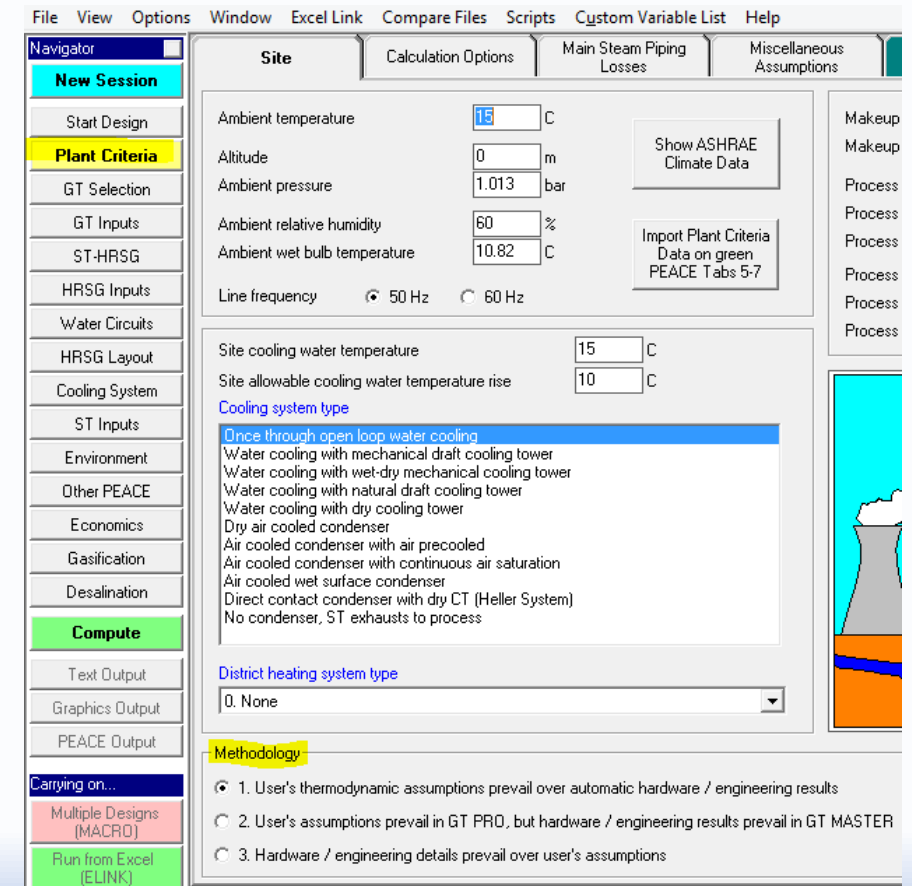 File View Options Window Excel Link Compare Files Scripts Custom Variable List Help
Navigator
New Session
Start Design
Plant Criteria
GT Selection
GT Inputs
ST-HRSG
HRSG Inputs
Water Circuits
HRSG Layout
Cooling System
ST Inputs
Environment
Other PEACE
Economics
Gasification
Desalination
Compute
Text Output
Graphics Output
PEACE Output
Carrying on...
Multiple Designs
(MACRO)
Run from Excel
(ELINK)
Site
Calculation Options
Main Steam Piping
Losses
Miscellaneous
Assumptions
Ambient temperature 15 C
Altitude 0 m
Ambient pressure 1.013 bar
Ambient relative humidity 60 %
Ambient wet bulb temperature 10.82 C
Line frequency 50 Hz 60 Hz
Show ASHRAE
Climate Data
Import Plant Criteria
Data on green
PEACE Tabs 5-7
Site cooling water temperature 15 C
Site allowable cooling water temperature rise 10 C
Cooling system type
Once through open loop water cooling
Water cooling with mechanical draft cooling tower
Water cooling with wet-dry mechanical cooling tower
Water cooling with natural draft cooling tower
Water cooling with dry cooling tower
Dry air cooled condenser
Air cooled condenser with air precooled
Air cooled condenser with continuous air saturation
Air cooled wet surface condenser
Direct contact condenser with dry CT (Heller System)
No condenser, ST exhausts to process
District heating system type
0. None
Methodology
1. User's thermodynamic assumptions prevail over automatic hardware / engineering results
2. User's assumptions prevail in GT PRO, but hardware / engineering results prevail in GT MASTER
3. Hardware / engineering details prevail over user's assumptions
Makeup
Makeup
Process
Process
Process
Process
Process
Process